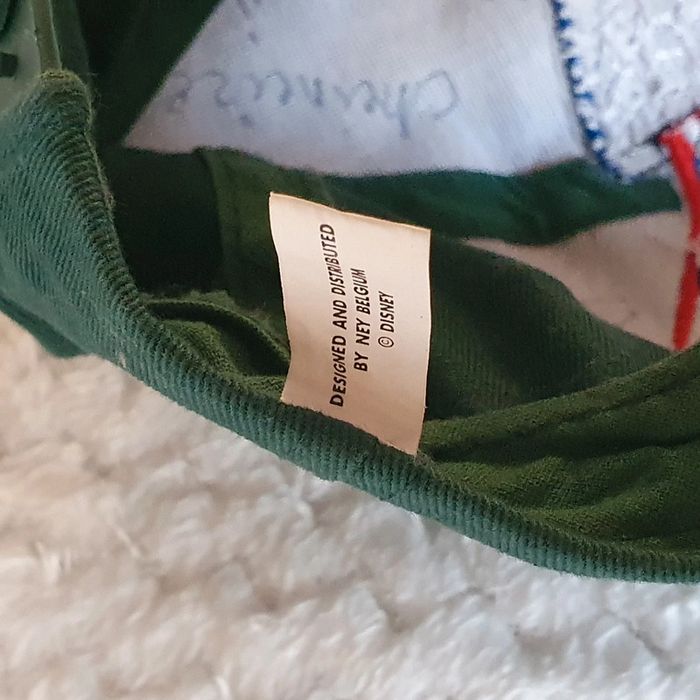 DESIGNED AND DISTRIBUTED
BY NEY BELGIUM
© DISNEY